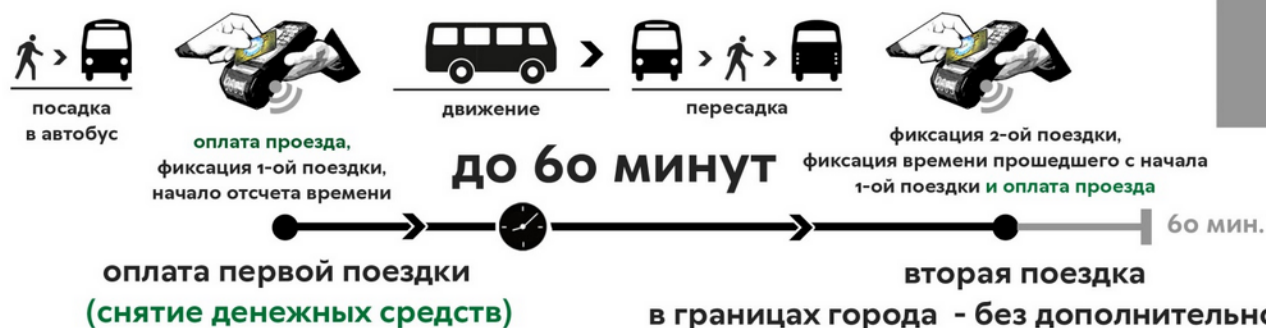 посадка
в автобус
оплата проезда,
фиксация 1-ой поездки,
начало отсчета времени
движение
до 60 минут
пересадка
фиксация 2-ой поездки,
фиксация времени прошедшего с начала
1-ой поездки и оплата проезда
60 мин.
оплата первой поездки
(снятие денежных средств)
вторая поездка
в границах города - без дополнительно